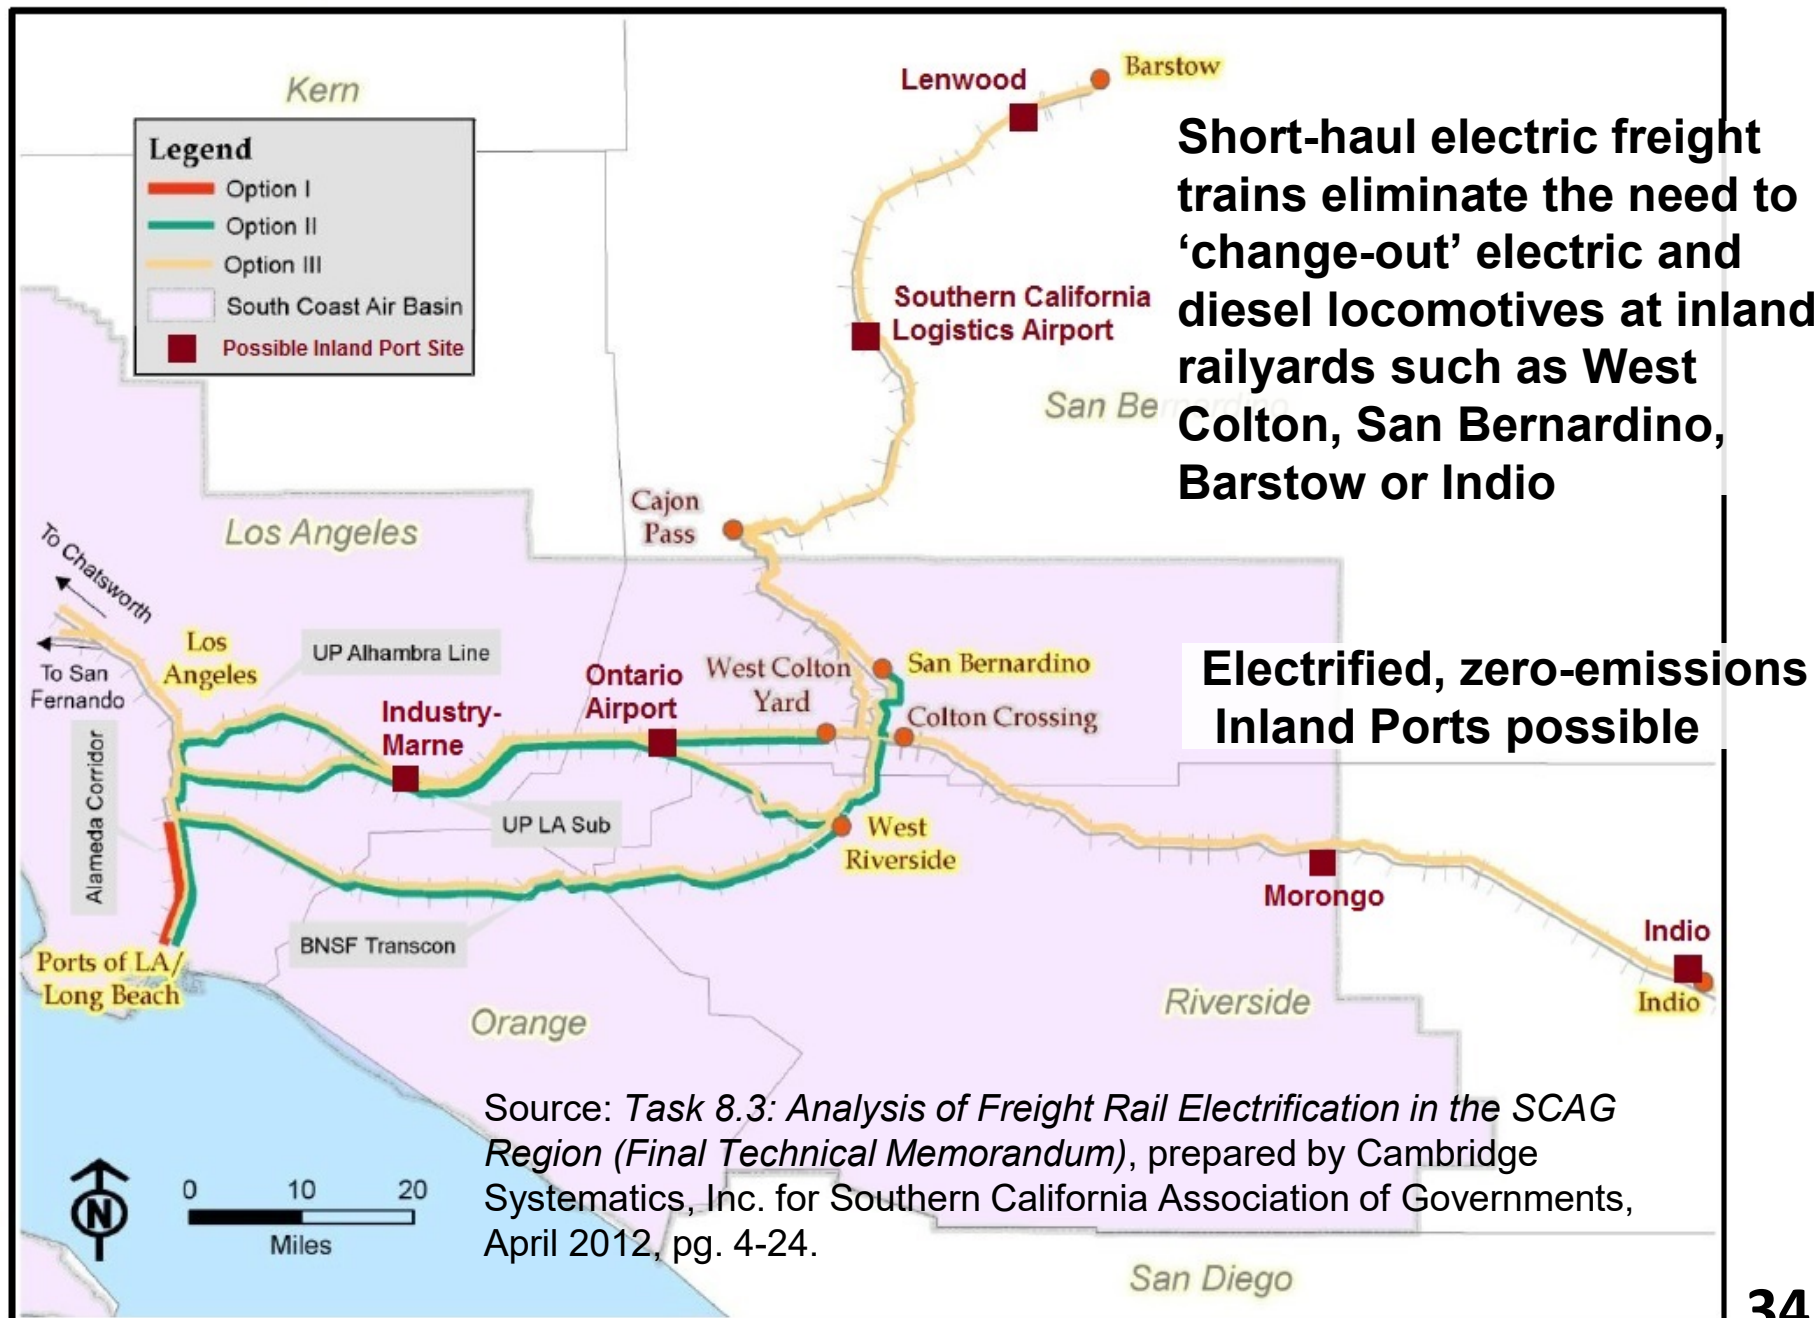 Kern
Legend
Option I
Option II
Option III
South Coast Air Basin
Possible Inland Port Site
Lenwood
Barstow
Short-haul electric freight
trains eliminate the need to
‘change-out’ electric and
diesel locomotives at inland
railyards such as West
Colton, San Bernardino,
Barstow or Indio
Southern California
Logistics Airport
San Bernardino
Cajon
Pass
Los Angeles
To Chatsworth
To San
Fernando
Los
Angeles
UP Alhambra Line
Industry-
Marne
Ontario
Airport
West Colton
Yard
San Bernardino
Colton Crossing
Electrified, zero-emissions
Inland Ports possible
Alameda Corridor
UP LA Sub
West
Riverside
BNSF Transcon
Morongo
Indio
Indio
Ports of LA/
Long Beach
Orange
Riverside
Source: Task 8.3: Analysis of Freight Rail Electrification in the SCAG
Region (Final Technical Memorandum), prepared by Cambridge
Systematics, Inc. for Southern California Association of Governments,
April 2012, pg. 4-24.
N
0 10 20
Miles
San Diego
34